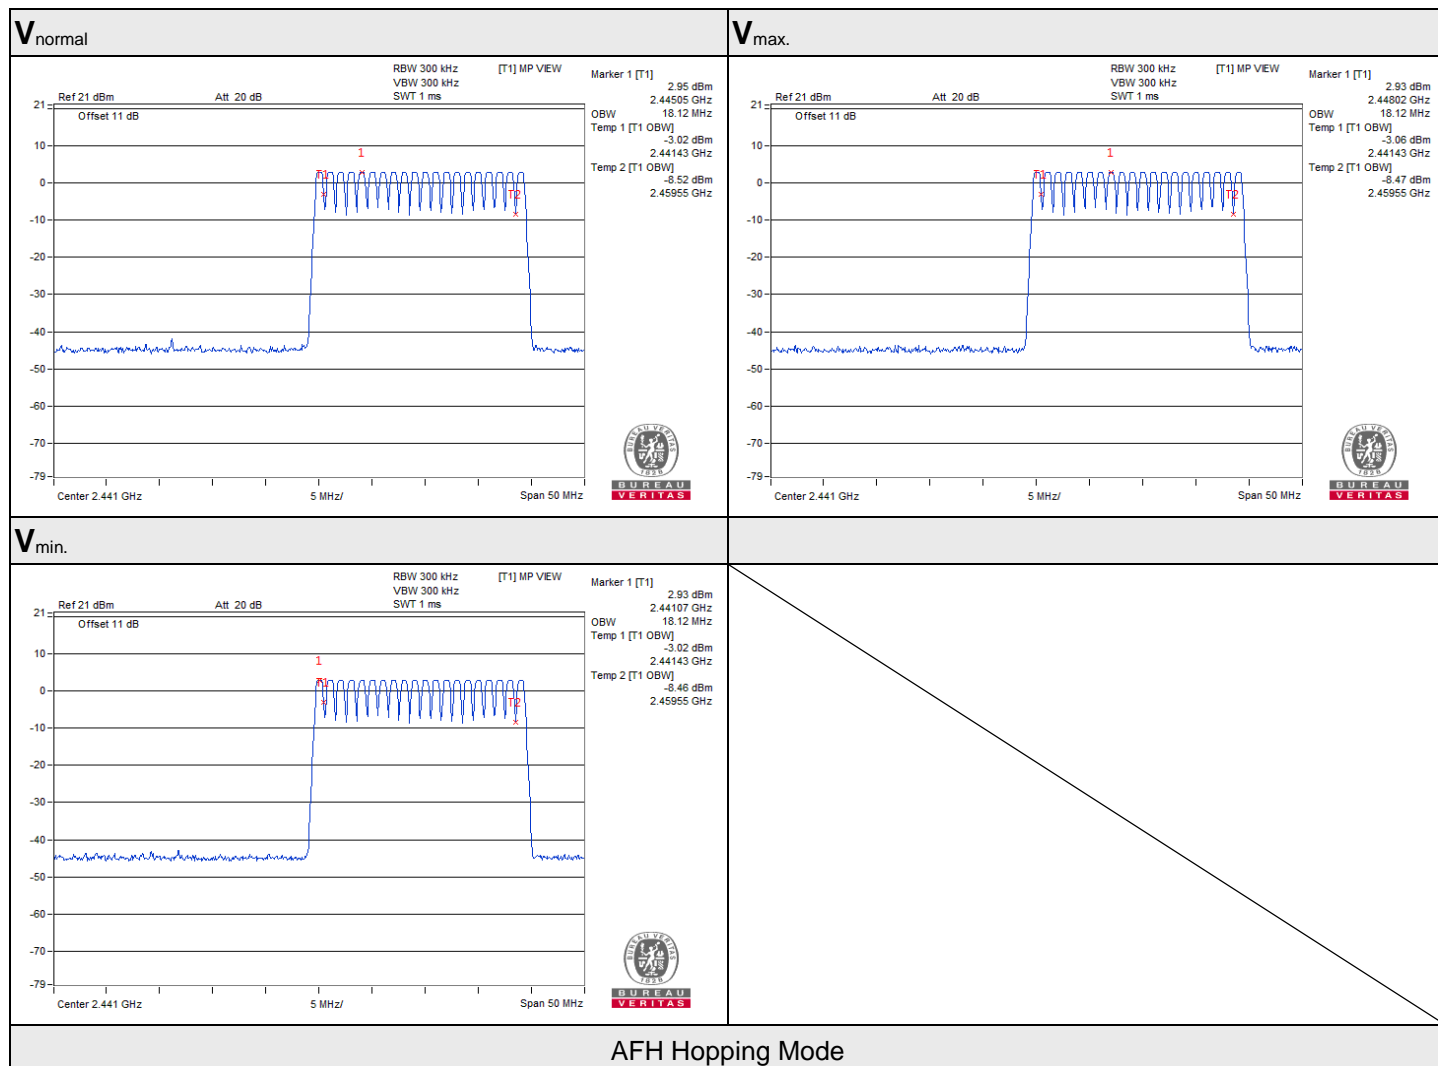 Vnormal
RBW 300 kHz [T1] MP VIEW
VBW 300 kHz
Ref 21 dBm Att 20 dB SWT 1 ms
Marker 1 [T1]
2.95 dBm
2.44505 GHz
OBW 18.12 MHz
Temp 1 [T1 OBW]
-3.02 dBm
2.44143 GHz
Temp 2 [T1 OBW]
-8.52 dBm
2.45955 GHz
21
Offset 11 dB
10
1
T1
0
T2
-10
-20
-30
-40
-50
-60
-70
-79
Center 2.441 GHz 5 MHz/ Span 50 MHz
BUREAU VERITAS
1828
BUREAU
VERITAS
Vmax.
RBW 300 kHz [T1] MP VIEW
VBW 300 kHz
Ref 21 dBm Att 20 dB SWT 1 ms
Marker 1 [T1]
2.93 dBm
2.44802 GHz
OBW 18.12 MHz
Temp 1 [T1 OBW]
-3.06 dBm
2.44143 GHz
Temp 2 [T1 OBW]
-8.47 dBm
2.45955 GHz
21
Offset 11 dB
10
1
T1
0
T2
-10
-20
-30
-40
-50
-60
-70
-79
Center 2.441 GHz 5 MHz/ Span 50 MHz
BUREAU VERITAS
1828
BUREAU
VERITAS
Vmin.
RBW 300 kHz [T1] MP VIEW
VBW 300 kHz
Ref 21 dBm Att 20 dB SWT 1 ms
Marker 1 [T1]
2.93 dBm
2.44107 GHz
OBW 18.12 MHz
Temp 1 [T1 OBW]
-3.02 dBm
2.44143 GHz
Temp 2 [T1 OBW]
-8.46 dBm
2.45955 GHz
21
Offset 11 dB
10
1
T1
0
T2
-10
-20
-30
-40
-50
-60
-70
-79
Center 2.441 GHz 5 MHz/ Span 50 MHz
BUREAU VERITAS
1828
BUREAU
VERITAS
AFH Hopping Mode